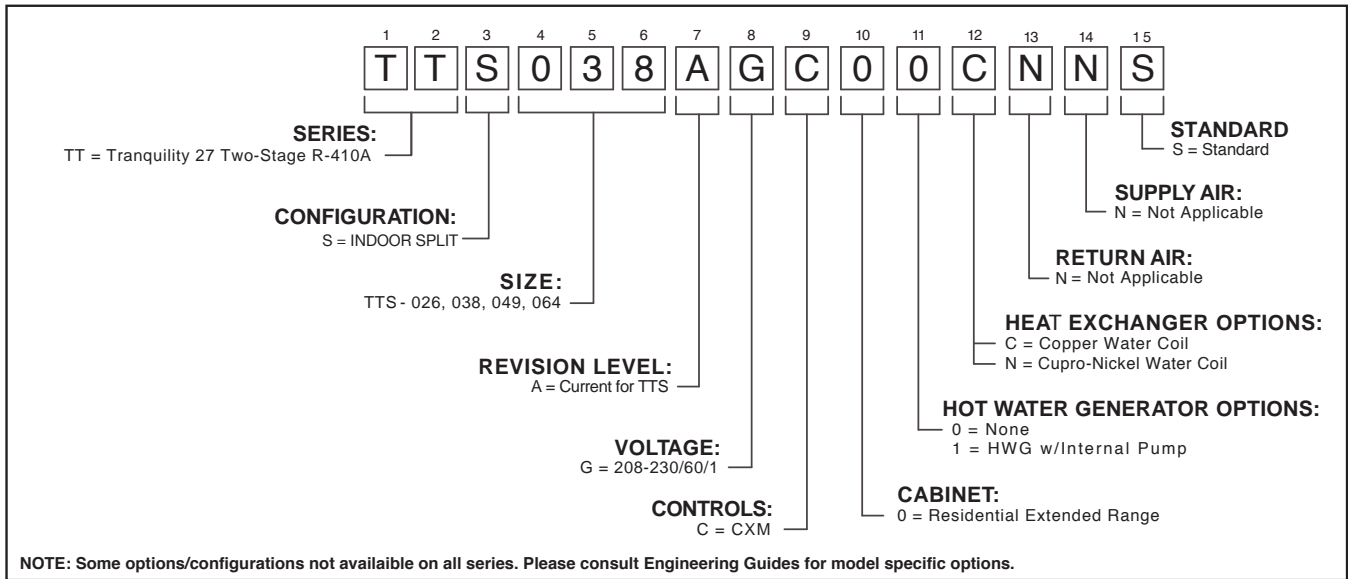 1 2 3 4 5 6 7 8 9 10 11 12 13 14 15
T T S 0 3 8 A G C 0 0 C N N S
SERIES:
TT = Tranquility 27 Two-Stage R-410A
CONFIGURATION:
S = INDOOR SPLIT
SIZE:
TTS - 026, 038, 049, 064
REVISION LEVEL:
A = Current for TTS
VOLTAGE:
G = 208-230/60/1
CONTROLS:
C = CXM
STANDARD
S = Standard
SUPPLY AIR:
N = Not Applicable
RETURN AIR:
N = Not Applicable
HEAT EXCHANGER OPTIONS:
C = Copper Water Coil
N = Cupro-Nickel Water Coil
HOT WATER GENERATOR OPTIONS:
0 = None
1 = HWG w/Internal Pump
CABINET:
0 = Residential Extended Range
NOTE: Some options/configurations not availaible on all series. Please consult Engineering Guides for model specific options.